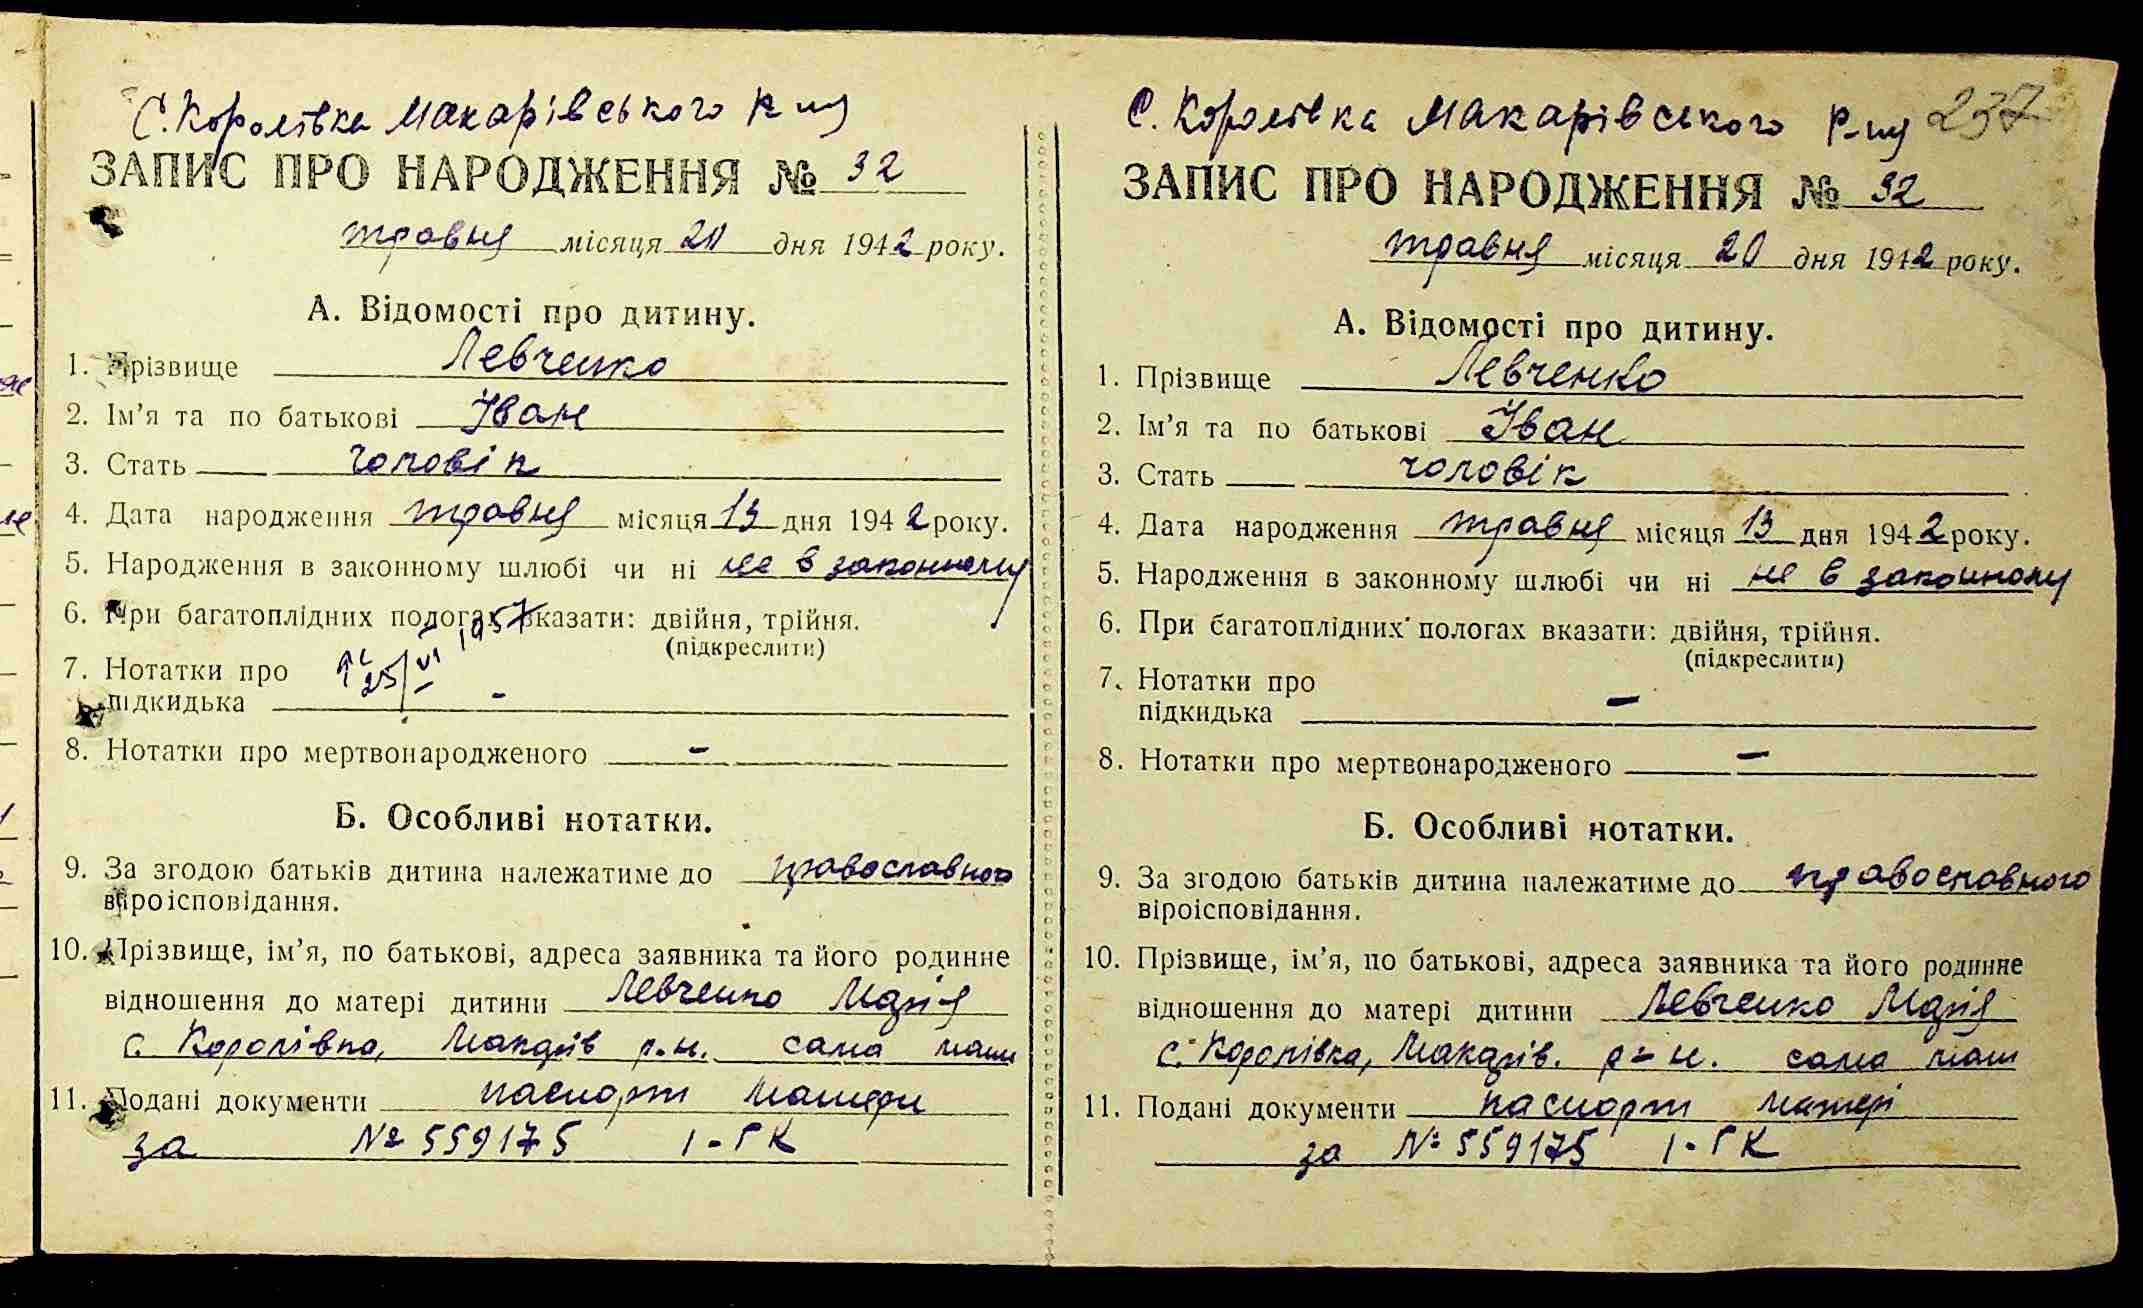 С. Королівка Макарівського р-ну
ЗАПИС ПРО НАРОДЖЕННЯ № 32
травня місяця 20 дня 1942 року.
А. Відомості про дитину.
1. Прізвище Левченко
2. Ім'я та по батькові Іван
3. Стать чоловік
4. Дата народження травня місяця 13 дня 1942 року.
5. Народження в законному шлюбі чи ні не в законному
6. При багатоплідних пологах вказати: двійня, трійня.
(підкреслити)
25/VI 1957
7. Нотатки про
підкидька -
8. Нотатки про мертвонародженого -
Б. Особливі нотатки.
9. За згодою батьків дитина належатиме до православного
віроісповідання.
10. Прізвище, ім'я, по батькові, адреса заявника та його родинне
відношення до матері дитини Левченко Марія
с. Королівка, Макарів р.н. сама мати
11. Подані документи паспорт матери
за № 559175 1-ГК
С. Королівка Макарівського р-ну 237
ЗАПИС ПРО НАРОДЖЕННЯ № 32
травня місяця 20 дня 1942 року.
А. Відомості про дитину.
1. Прізвище Левченко
2. Ім'я та по батькові Іван
3. Стать чоловік
4. Дата народження травня місяця 13 дня 1942 року.
5. Народження в законному шлюбі чи ні не в законному
6. При багатоплідних пологах вказати: двійня, трійня.
(підкреслити)
7. Нотатки про
підкидька -
8. Нотатки про мертвонародженого -
Б. Особливі нотатки.
9. За згодою батьків дитина належатиме до православного
віроісповідання.
10. Прізвище, ім'я, по батькові, адреса заявника та його родинне
відношення до матері дитини Левченко Марія
с. Королівка, Макарів. р-н. сама мати
11. Подані документи паспорт матері
за № 559175 1-ГК